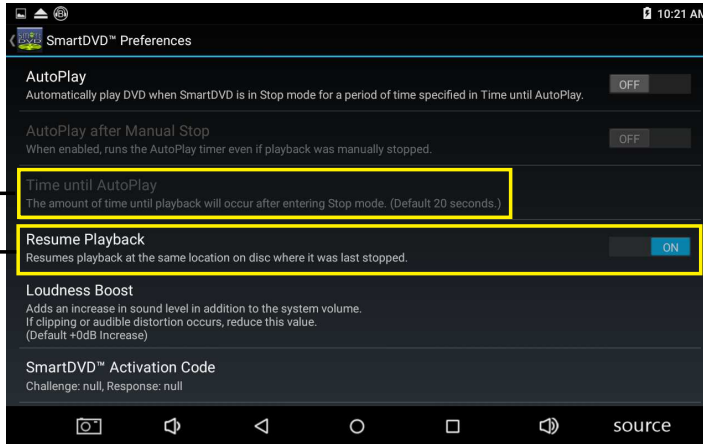 10:21 AM
SmartDVD™ Preferences
AutoPlay
Automatically play DVD when SmartDVD is in Stop mode for a period of time specified in Time until AutoPlay.
OFF
AutoPlay after Manual Stop
When enabled, runs the AutoPlay timer even if playback was manually stopped.
OFF
Time until AutoPlay
The amount of time until playback will occur after entering Stop mode. (Default 20 seconds.)
Resume Playback
Resumes playback at the same location on disc where it was last stopped.
ON
Loudness Boost
Adds an increase in sound level in addition to the system volume.
If clipping or audible distortion occurs, reduce this value.
(Default +0dB Increase)
SmartDVD™ Activation Code
Challenge: null, Response: null
source